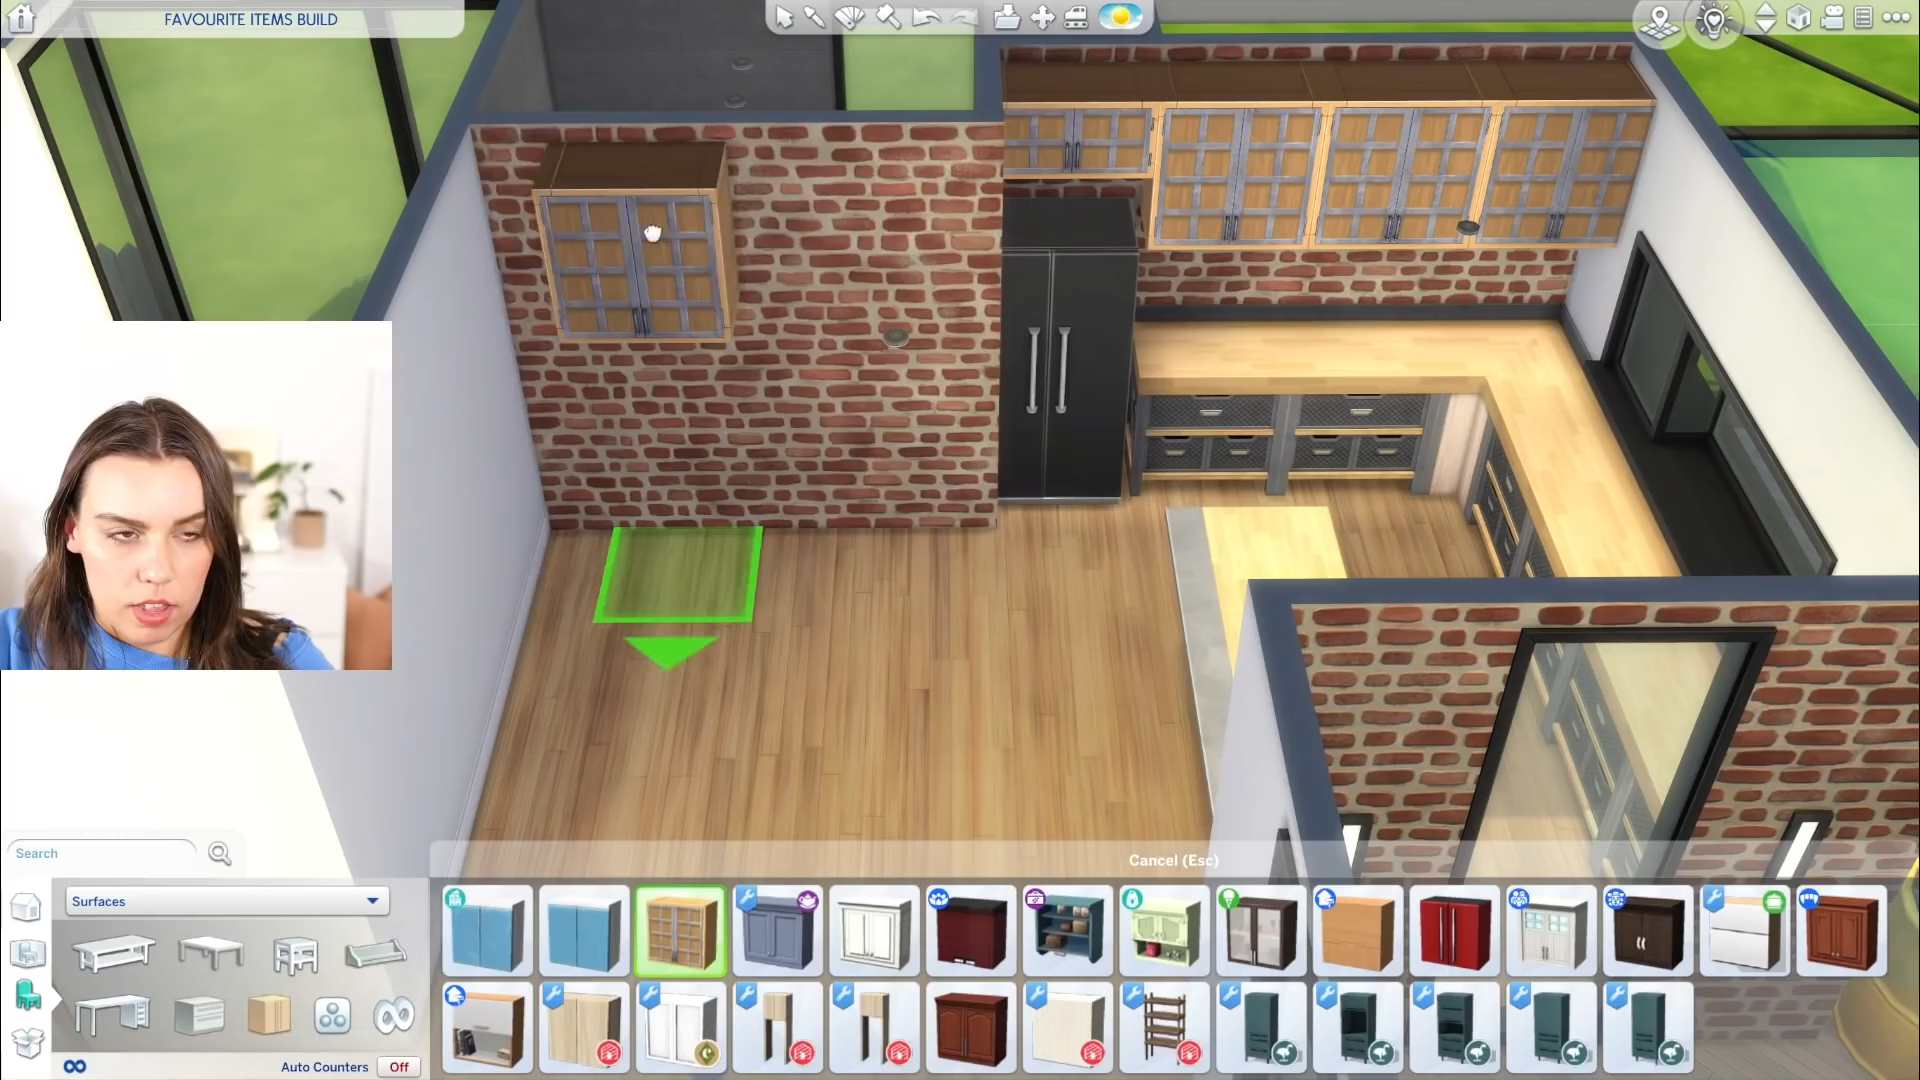 FAVOURITE ITEMS BUILD
Search
Cancel (Esc)
Surfaces
Auto Counters Off